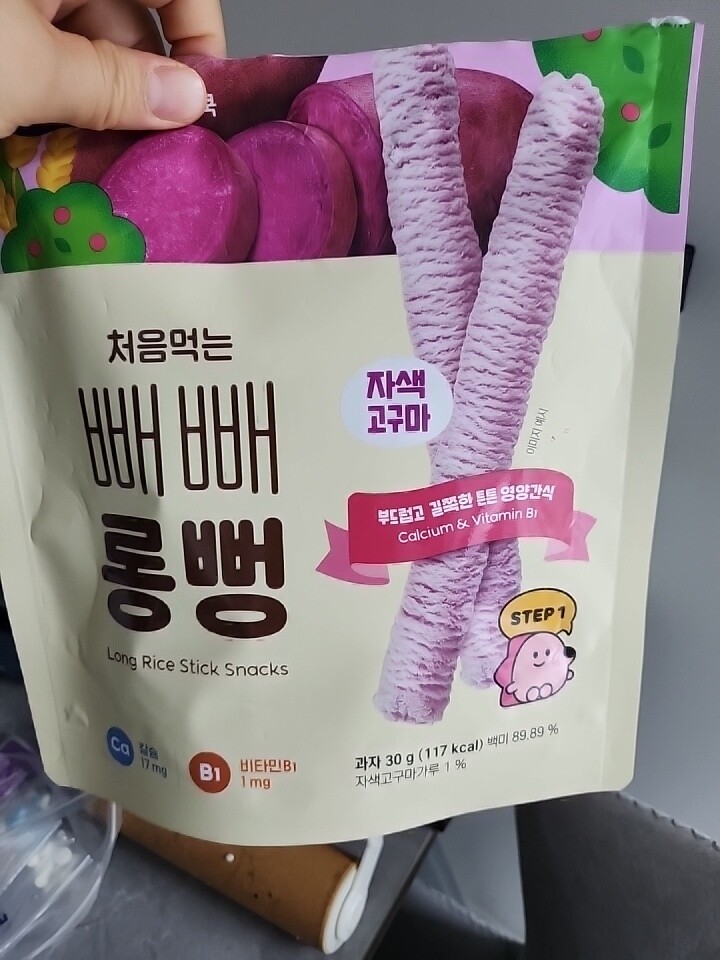 처음먹는
빼빼
롱뻥
Long Rice Stick Snacks
자색
고구마
이미지 예시
부드럽고 길쭉한 튼튼 영양간식
Calcium & Vitamin B1
STEP 1
Ca 칼슘
17 mg
B1 비타민B1
1 mg
과자 30 g (117 kcal) 백미 89.89 %
자색고구마가루 1 %